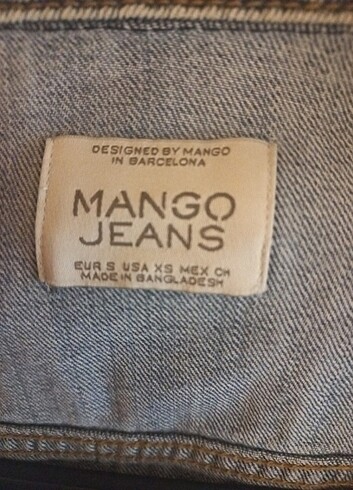 DESIGNED BY MANGO
IN BARCELONA
MANGO
JEANS
EUR S USA XS MEX CH
MADE IN BANGLADESH